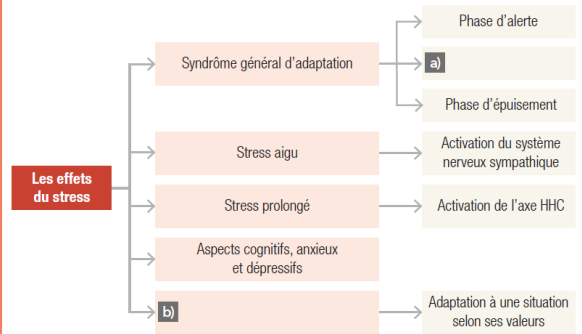 Phase d'alerte
Syndrôme général d'adaptation
a)
Phase d'épuisement
Stress aigu
Activation du système
nerveux sympathique
Les effets
du stress
Stress prolongé
Activation de l'axe HHC
Aspects cognitifs, anxieux
et dépressifs
b)
Adaptation à une situation
selon ses valeurs